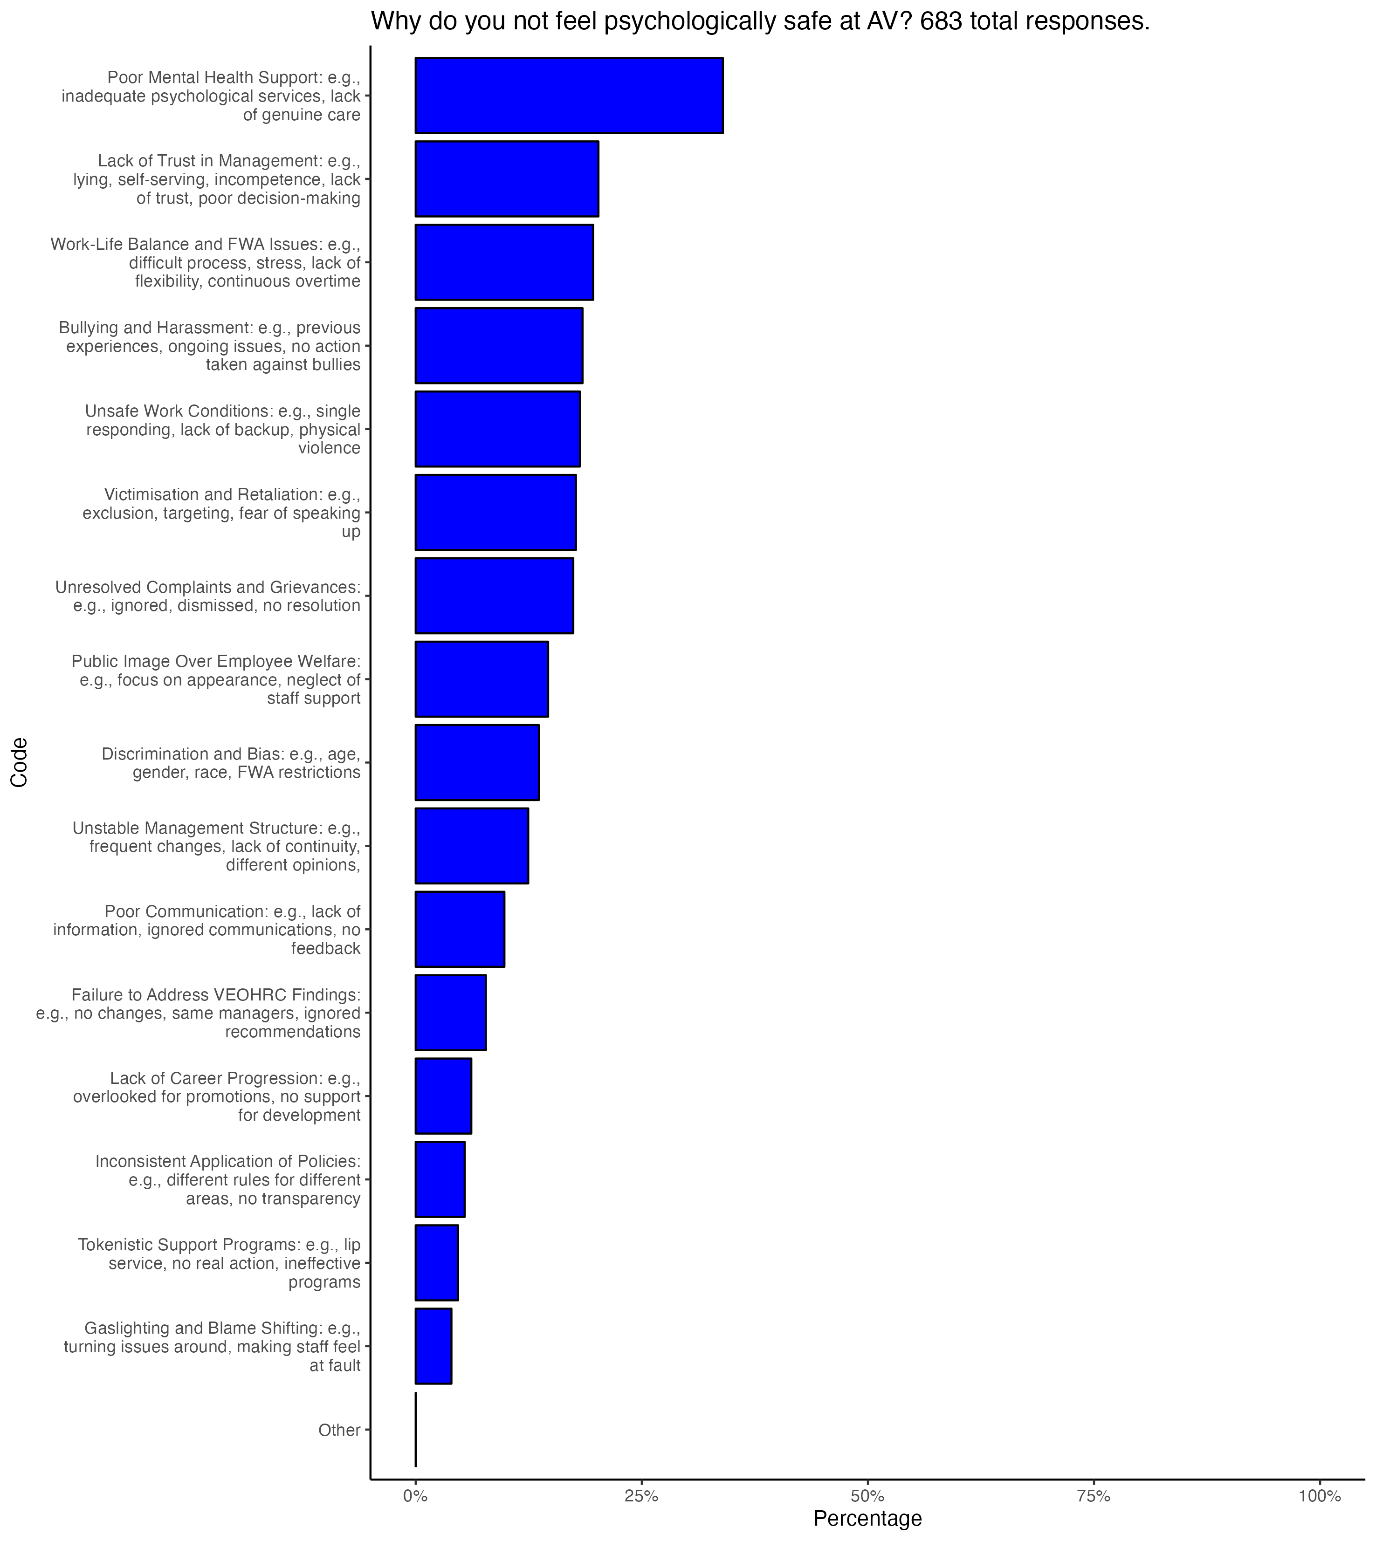 Why do you not feel psychologically safe at AV? 683 total responses.
Poor Mental Health Support: e.g.,
inadequate psychological services, lack
of genuine care
Lack of Trust in Management: e.g.,
lying, self-serving, incompetence, lack
of trust, poor decision-making
Work-Life Balance and FWA Issues: e.g.,
difficult process, stress, lack of
flexibility, continuous overtime
Bullying and Harassment: e.g., previous
experiences, ongoing issues, no action
taken against bullies
Unsafe Work Conditions: e.g., single
responding, lack of backup, physical
violence
Victimisation and Retaliation: e.g.,
exclusion, targeting, fear of speaking
up
Unresolved Complaints and Grievances:
e.g., ignored, dismissed, no resolution
Public Image Over Employee Welfare:
e.g., focus on appearance, neglect of
staff support
Discrimination and Bias: e.g., age,
gender, race, FWA restrictions
Unstable Management Structure: e.g.,
frequent changes, lack of continuity,
different opinions,
Poor Communication: e.g., lack of
information, ignored communications, no
feedback
Failure to Address VEOHRC Findings:
e.g., no changes, same managers, ignored
recommendations
Lack of Career Progression: e.g.,
overlooked for promotions, no support
for development
Inconsistent Application of Policies:
e.g., different rules for different
areas, no transparency
Tokenistic Support Programs: e.g., lip
service, no real action, ineffective
programs
Gaslighting and Blame Shifting: e.g.,
turning issues around, making staff feel
at fault
Other
Code
0% 25% 50% 75% 100%
Percentage